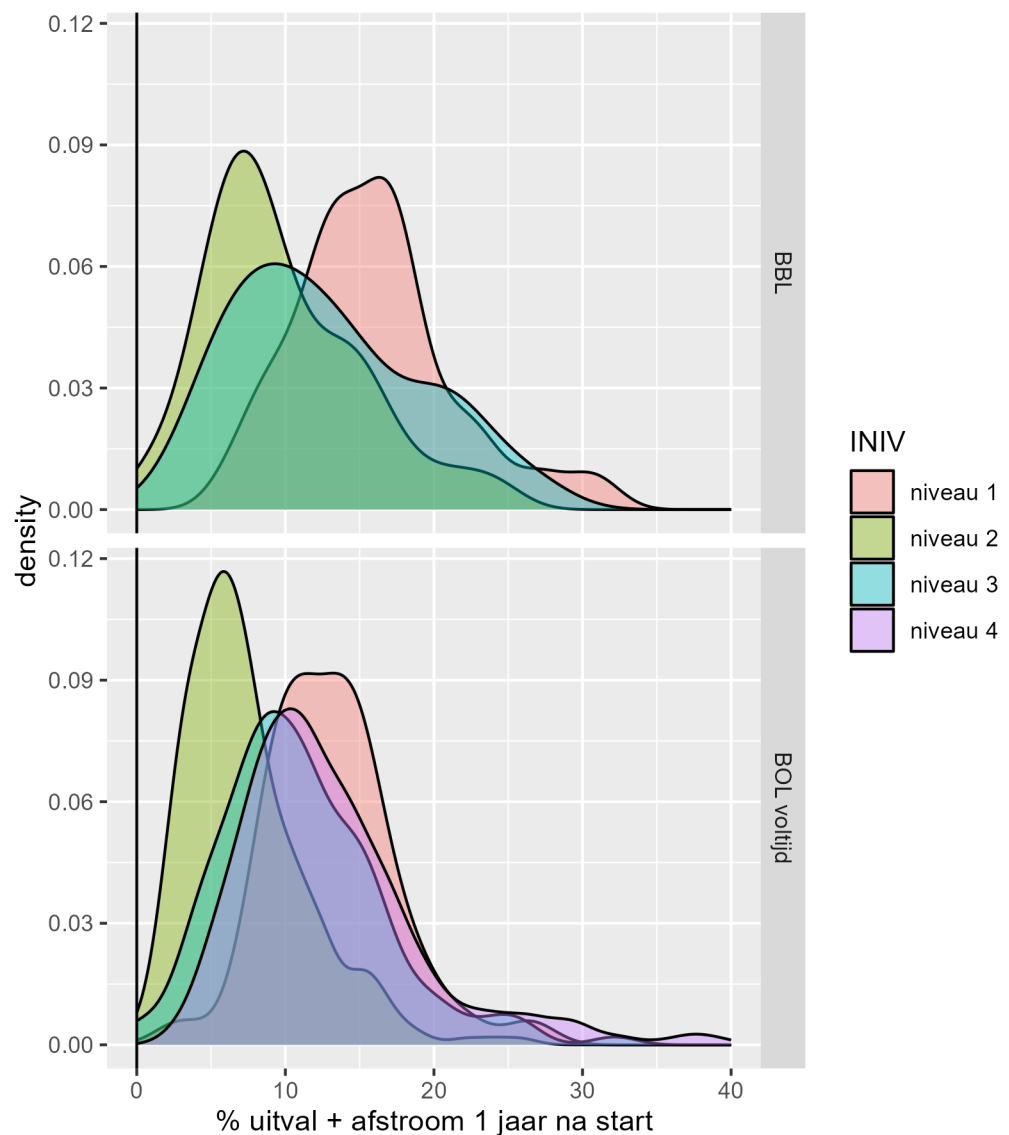 0.12
0.09
0.06
0.03
0.00
BBL
0.12
0.09
0.06
0.03
0.00
BOL voltijd
density
0 10 20 30 40
% uitval + afstroom 1 jaar na start
INIV
niveau 1
niveau 2
niveau 3
niveau 4